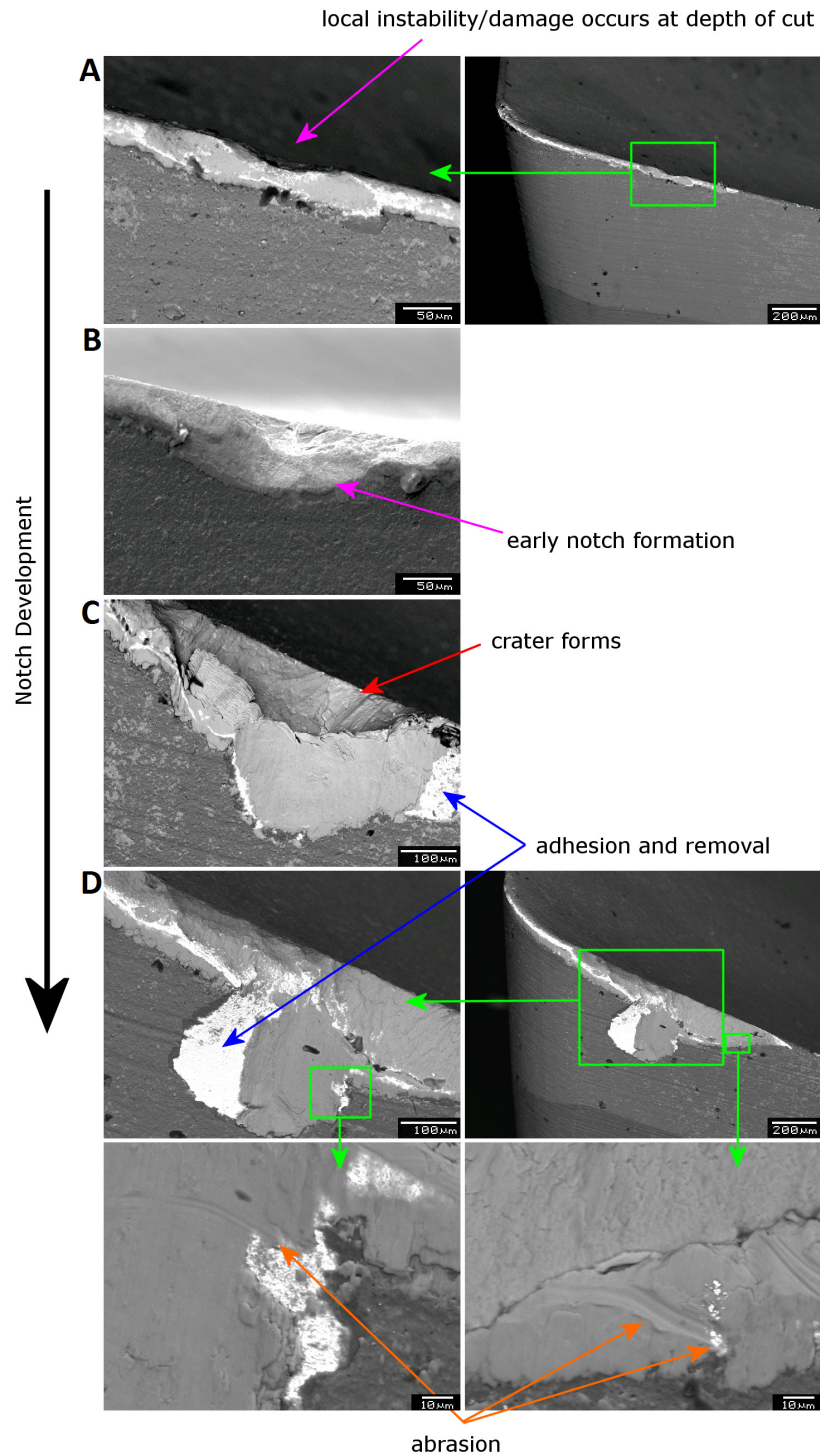 local instability/damage occurs at depth of cut
A
50μm
200μm
B
50μm
early notch formation
Notch Development
C
crater forms
100μm
adhesion and removal
D
100μm
200μm
10μm
10μm
abrasion